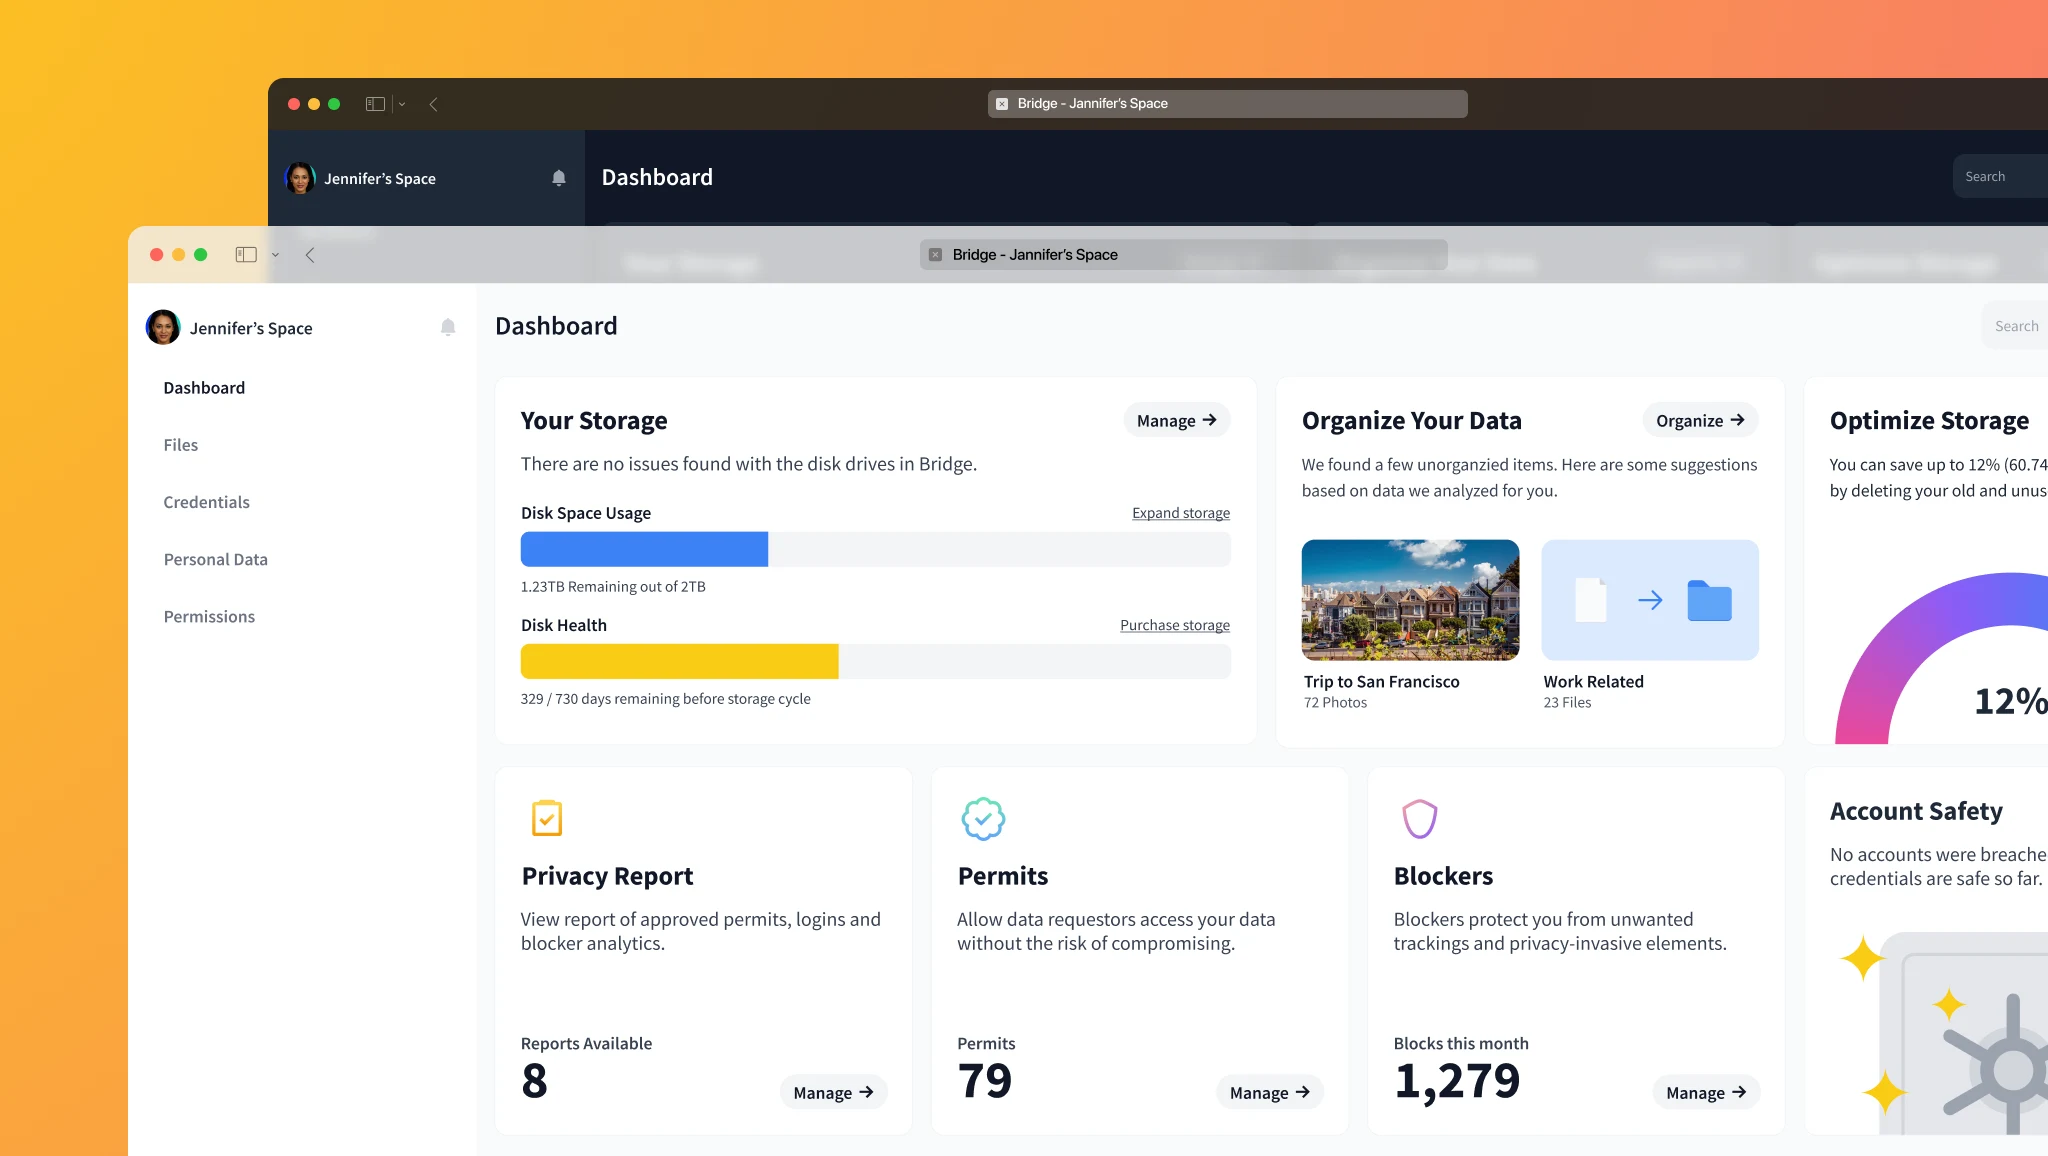 Bridge - Jannifer's Space
Jennifer's Space
Dashboard
Search
Bridge - Jannifer's Space
Jennifer's Space
Dashboard
Files
Credentials
Personal Data
Permissions
Dashboard
Search
Your Storage
Manage →
There are no issues found with the disk drives in Bridge.
Disk Space Usage
Expand storage
1.23TB Remaining out of 2TB
Disk Health
Purchase storage
329 / 730 days remaining before storage cycle
Organize Your Data
Organize →
We found a few unorganzied items. Here are some suggestions
based on data we analyzed for you.
Trip to San Francisco
72 Photos
Work Related
23 Files
Optimize Storage
You can save up to 12% (60.74
by deleting your old and unus
12%
Privacy Report
View report of approved permits, logins and
blocker analytics.
Reports Available
8
Manage →
Permits
Allow data requestors access your data
without the risk of compromising.
Permits
79
Manage →
Blockers
Blockers protect you from unwanted
trackings and privacy-invasive elements.
Blocks this month
1,279
Manage →
Account Safety
No accounts were breache
credentials are safe so far.